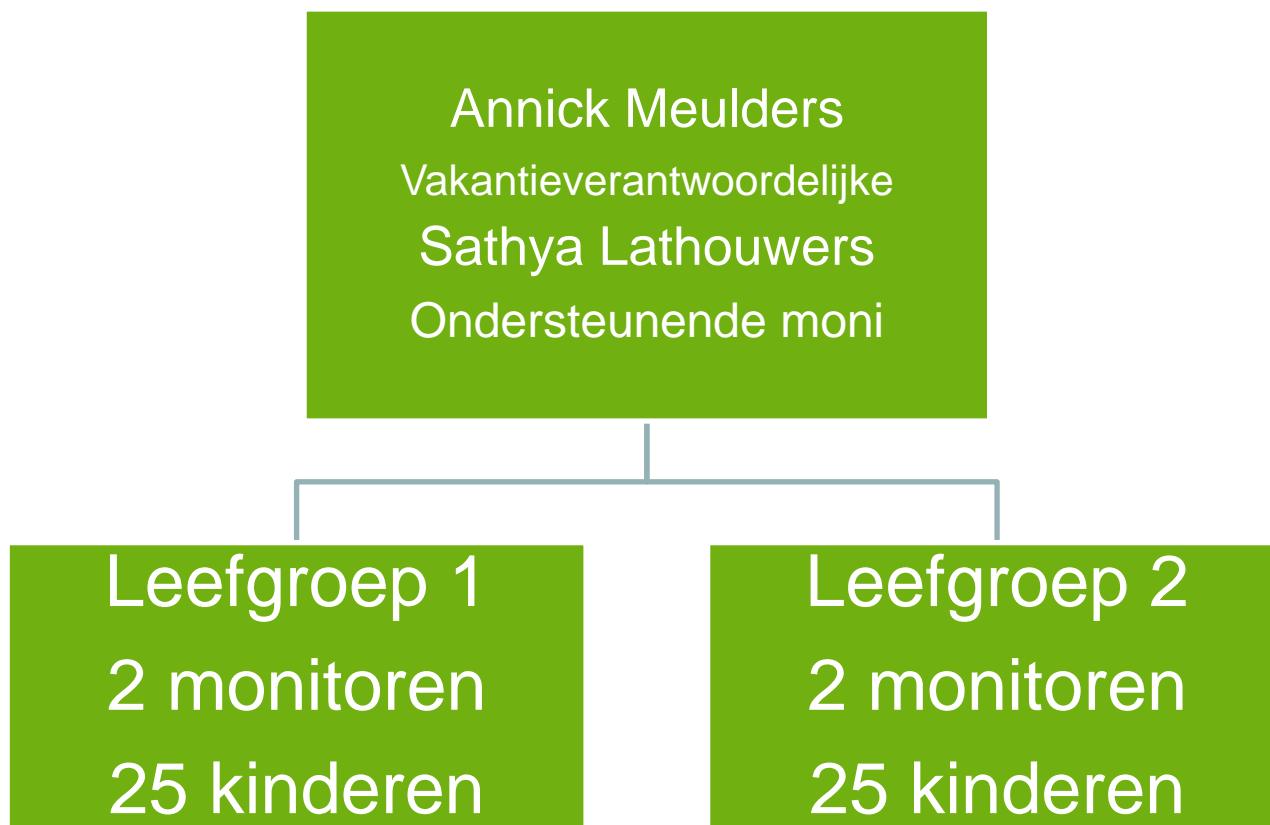 Annick Meulders
Vakantieverantwoordelijke
Sathya Lathouwers
Ondersteunende moni
Leefgroep 1
2 monitoren
25 kinderen
Leefgroep 2
2 monitoren
25 kinderen